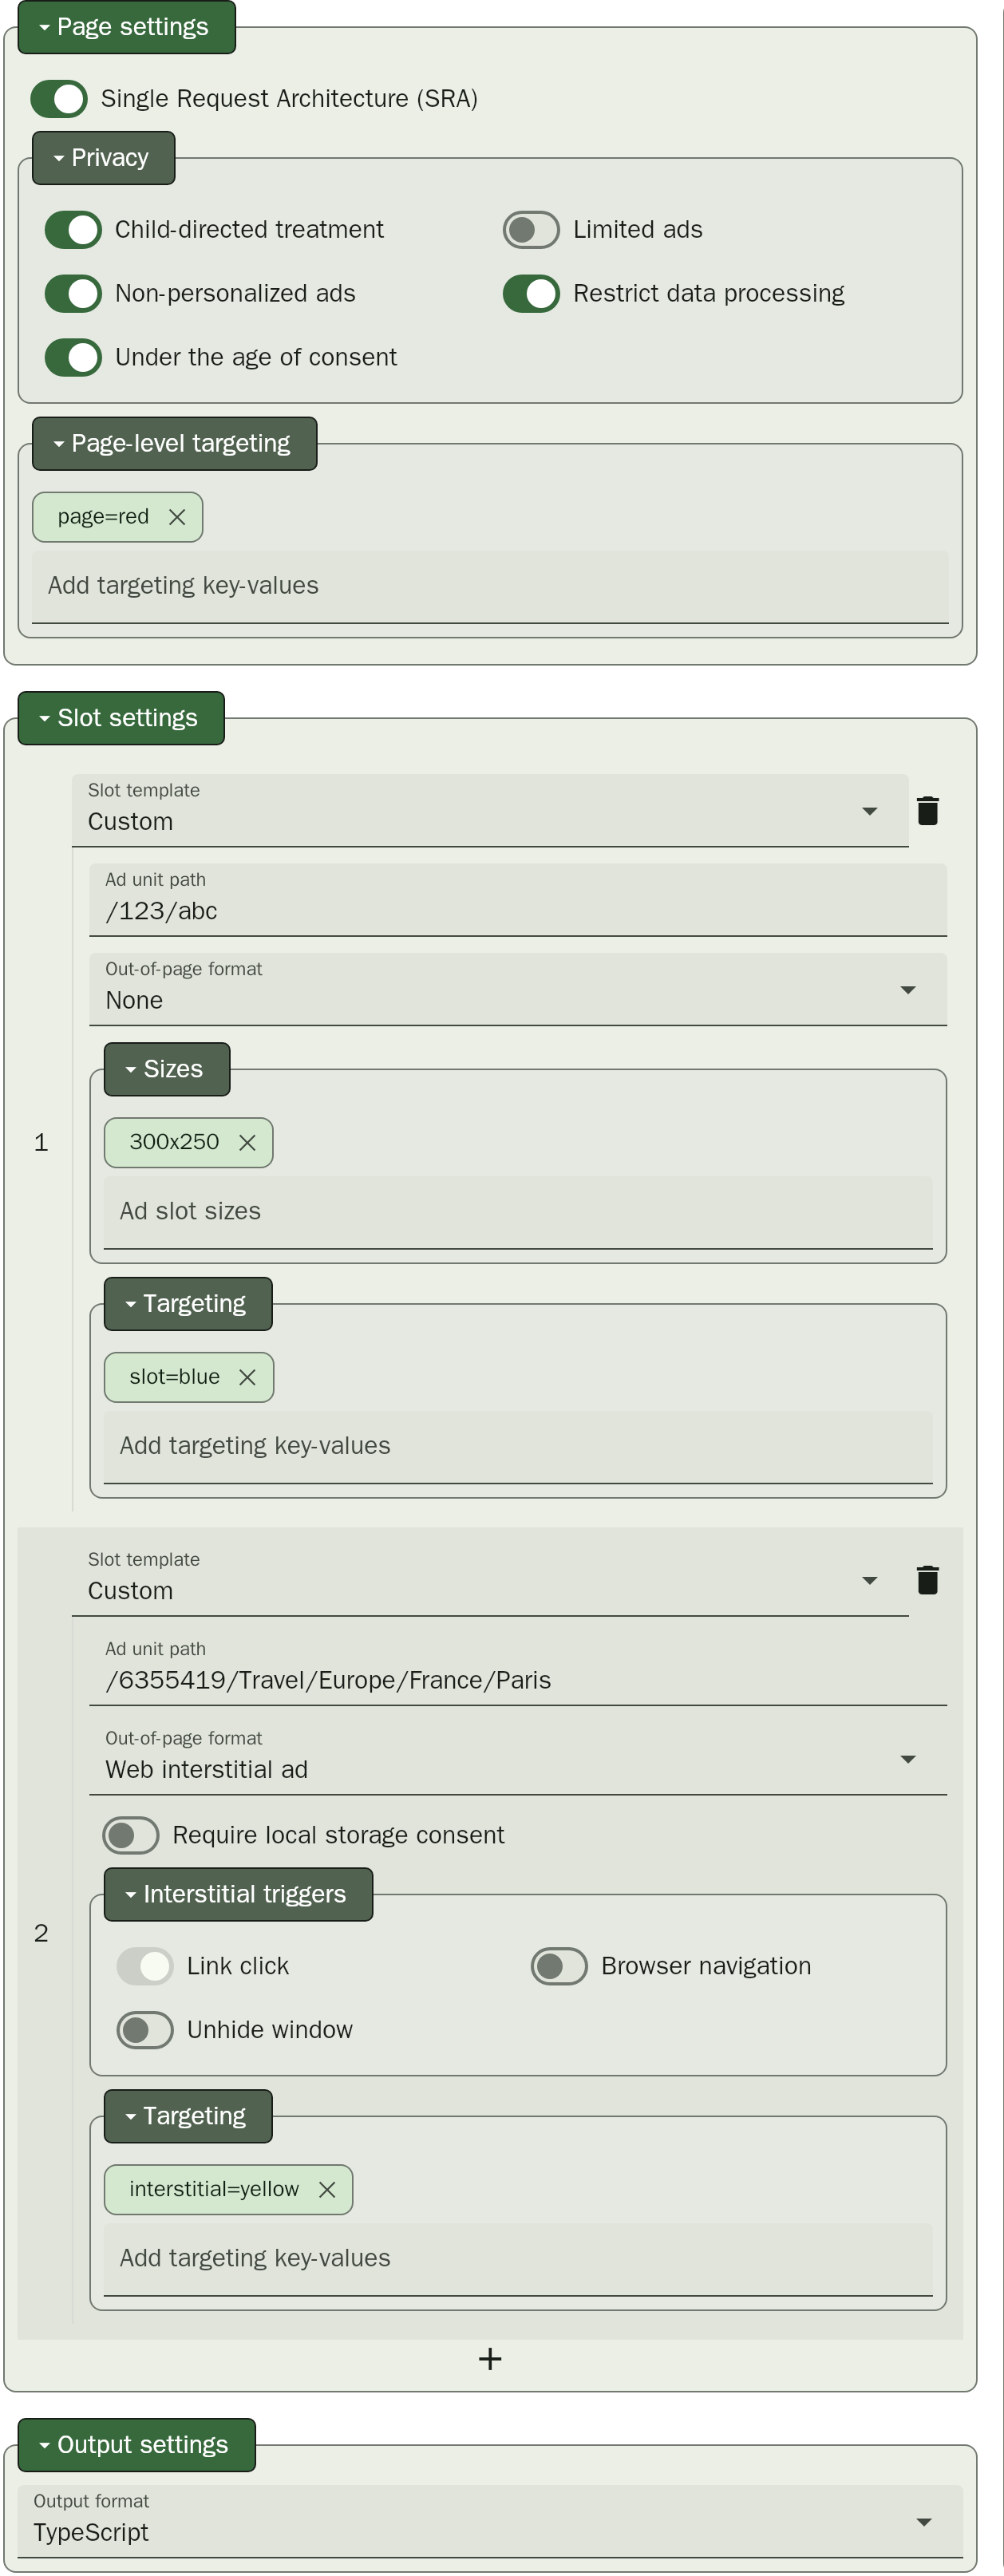 Page settings
Single Request Architecture (SRA)
Privacy
Child-directed treatment
Limited ads
Non-personalized ads
Restrict data processing
Under the age of consent
Page-level targeting
page=red
Add targeting key-values
Slot settings
Slot template
Custom
Ad unit path
/123/abc
Out-of-page format
None
Sizes
1
300x250
Ad slot sizes
Targeting
slot=blue
Add targeting key-values
Slot template
Custom
Ad unit path
/6355419/Travel/Europe/France/Paris
Out-of-page format
Web interstitial ad
Require local storage consent
Interstitial triggers
2
Link click
Browser navigation
Unhide window
Targeting
interstitial=yellow
Add targeting key-values
Output settings
Output format
TypeScript